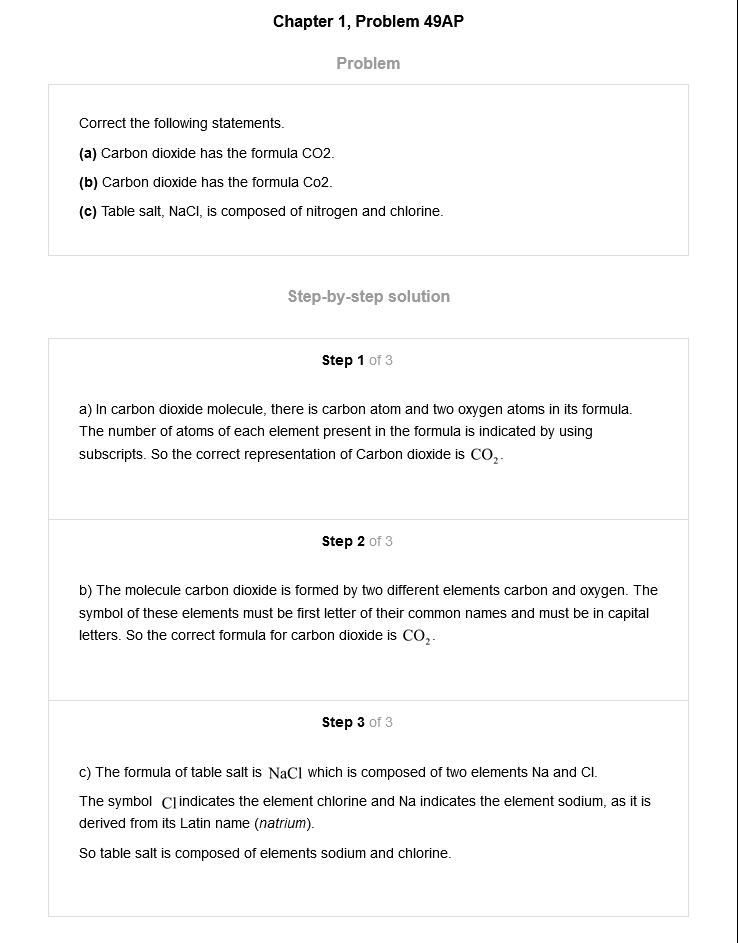 Chapter 1, Problem 49AP
Problem
Correct the following statements.
(a) Carbon dioxide has the formula CO2.
(b) Carbon dioxide has the formula Co2.
(c) Table salt, NaCl, is composed of nitrogen and chlorine.
Step-by-step solution
Step 1 of 3
a) In carbon dioxide molecule, there is carbon atom and two oxygen atoms in its formula.
The number of atoms of each element present in the formula is indicated by using
subscripts. So the correct representation of Carbon dioxide is CO₂.
Step 2 of 3
b) The molecule carbon dioxide is formed by two different elements carbon and oxygen. The
symbol of these elements must be first letter of their common names and must be in capital
letters. So the correct formula for carbon dioxide is CO₂.
Step 3 of 3
c) The formula of table salt is NaCl which is composed of two elements Na and Cl.
The symbol Cl indicates the element chlorine and Na indicates the element sodium, as it is
derived from its Latin name (natrium).
So table salt is composed of elements sodium and chlorine.